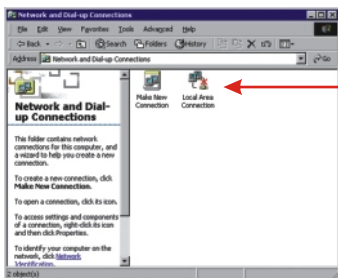 Network and Dial-up Connections
File Edit View Favorites Tools Advanced Help
Back Search Folders History
Address Network and Dial-up Connections Go
Network and Dial-
up Connections
This folder contains network
connections for this computer, and
a wizard to help you create a new
connection.
To create a new connection, click
Make New Connection.
To open a connection, click its icon.
To access settings and components
of a connection, right-click its icon
and then click Properties.
To identify your computer on the
network, click Network
Identification.
Make New
Connection
Local Area
Connection
2 object(s)